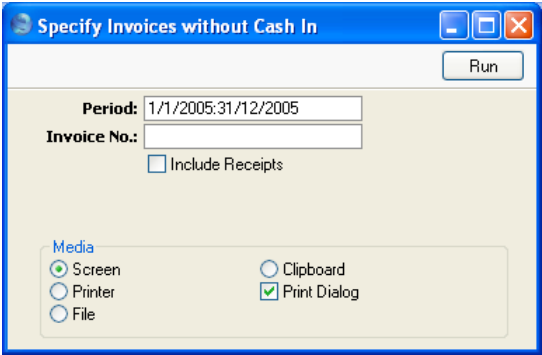 Specify Invoices without Cash In
Run
Period: 1/1/2005:31/12/2005
Invoice No.:
Include Receipts
Media
Screen
Clipboard
Printer
Print Dialog
File